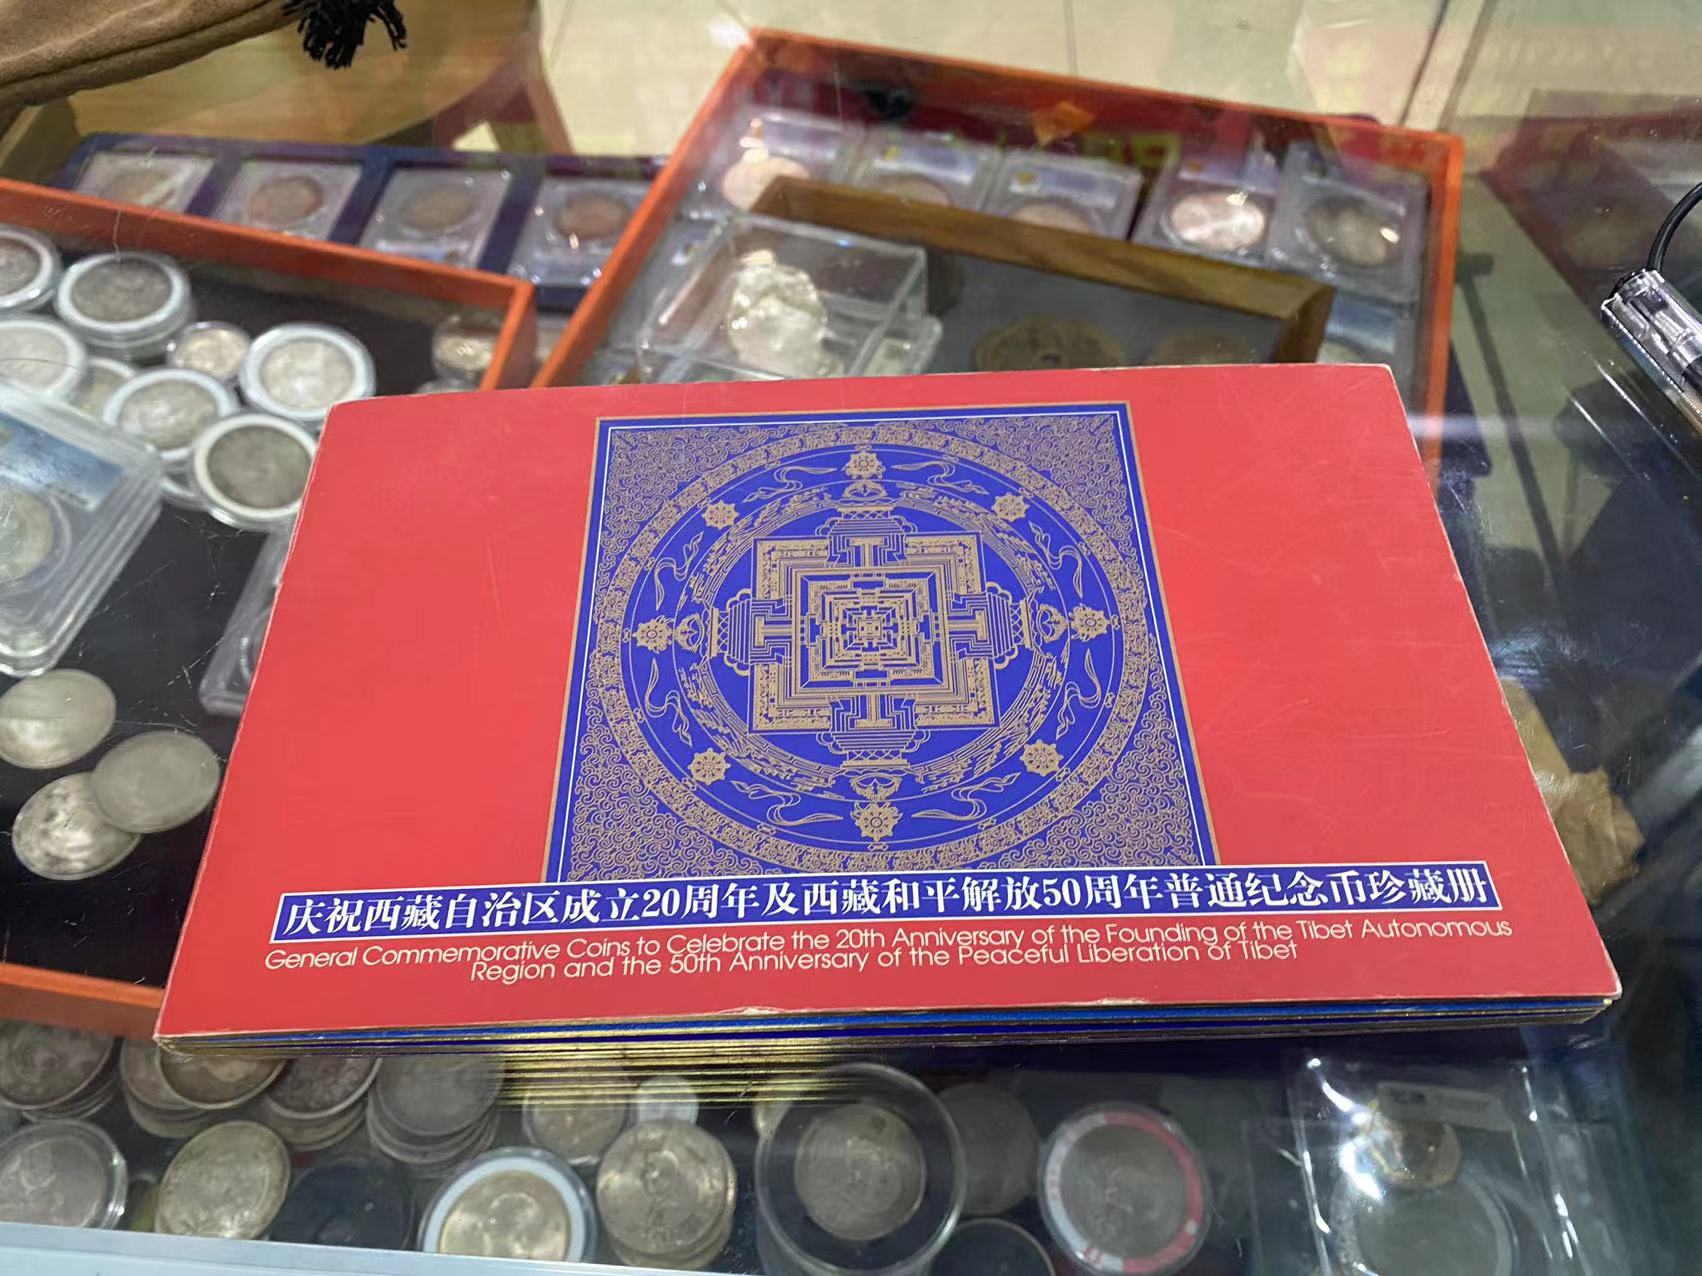 庆祝西藏自治区成立20周年及西藏和平解放50周年普通纪念币珍藏册
General Commemorative Coins to Celebrate the 20th Anniversary of the Founding of the Tibet Autonomous
Region and the 50th Anniversary of the Peaceful Liberation of Tibet